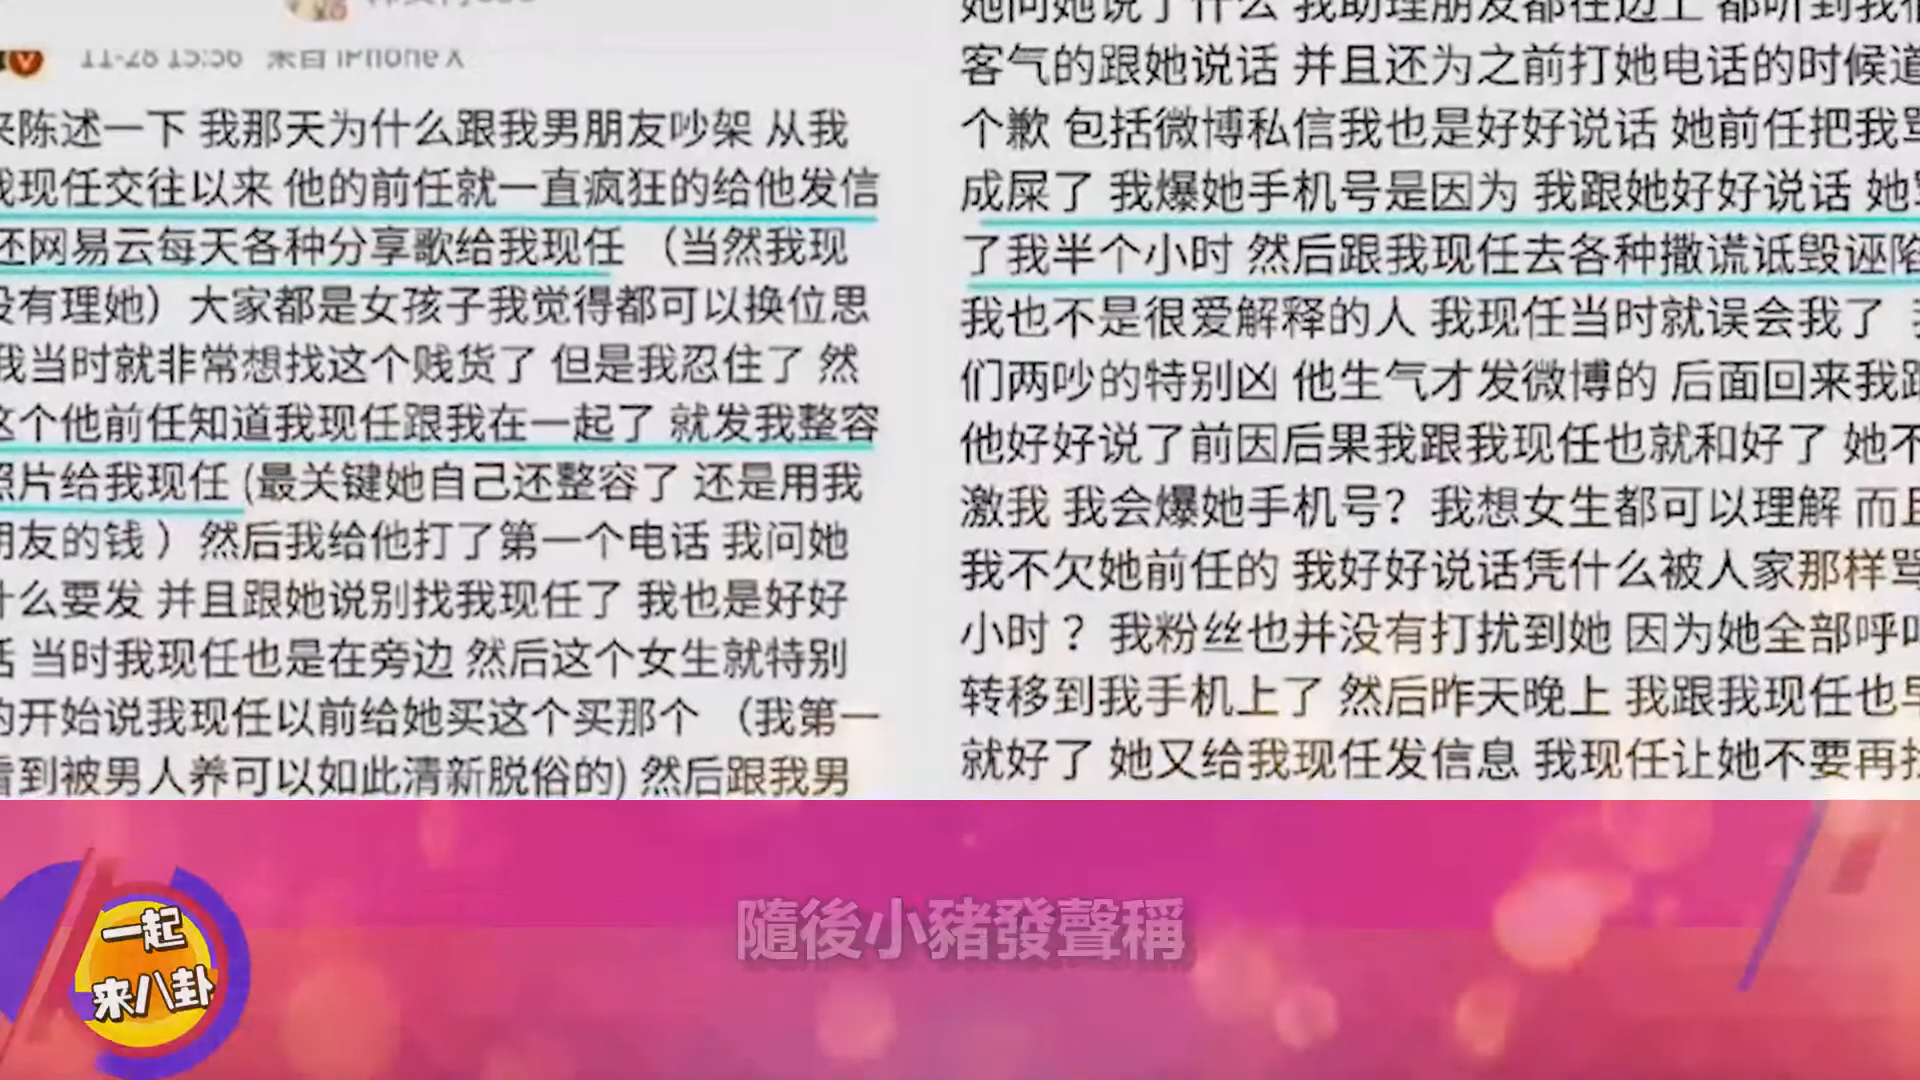 11-28 15:56 来自 iPhone X
来陈述一下 我那天为什么跟我男朋友吵架 从我
我现任交往以来 他的前任就一直疯狂的给他发信
还网易云每天各种分享歌给我现任 （当然我现
没有理她）大家都是女孩子我觉得都可以换位思
我当时就非常想找这个贱货了 但是我忍住了 然
这个他前任知道我现任跟我在一起了 就发我整容
照片给我现任 (最关键她自己还整容了 还是用我
朋友的钱 ）然后我给他打了第一个电话 我问她
什么要发 并且跟她说别找我现任了 我也是好好
话 当时我现任也是在旁边 然后这个女生就特别
的开始说我现任以前给她买这个买那个 （我第一
看到被男人养可以如此清新脱俗的) 然后跟我男
她问她说了什么 我助理朋友都在边上 都听到我
客气的跟她说话 并且还为之前打她电话的时候道
个歉 包括微博私信我也是好好说话 她前任把我骂
成屎了 我爆她手机号是因为 我跟她好好说话 她骂
了我半个小时 然后跟我现任去各种撒谎诋毁诬陷
我也不是很爱解释的人 我现任当时就误会我了
们两吵的特别凶 他生气才发微博的 后面回来我跟
他好好说了前因后果我跟我现任也就和好了 她不
激我 我会爆她手机号？我想女生都可以理解 而且
我不欠她前任的 我好好说话凭什么被人家那样骂
小时 ？我粉丝也并没有打扰到她 因为她全部呼叫
转移到我手机上了 然后昨天晚上 我跟我现任也早
就好了 她又给我现任发信息 我现任让她不要再
隨後小豬發聲稱
一起
来八卦